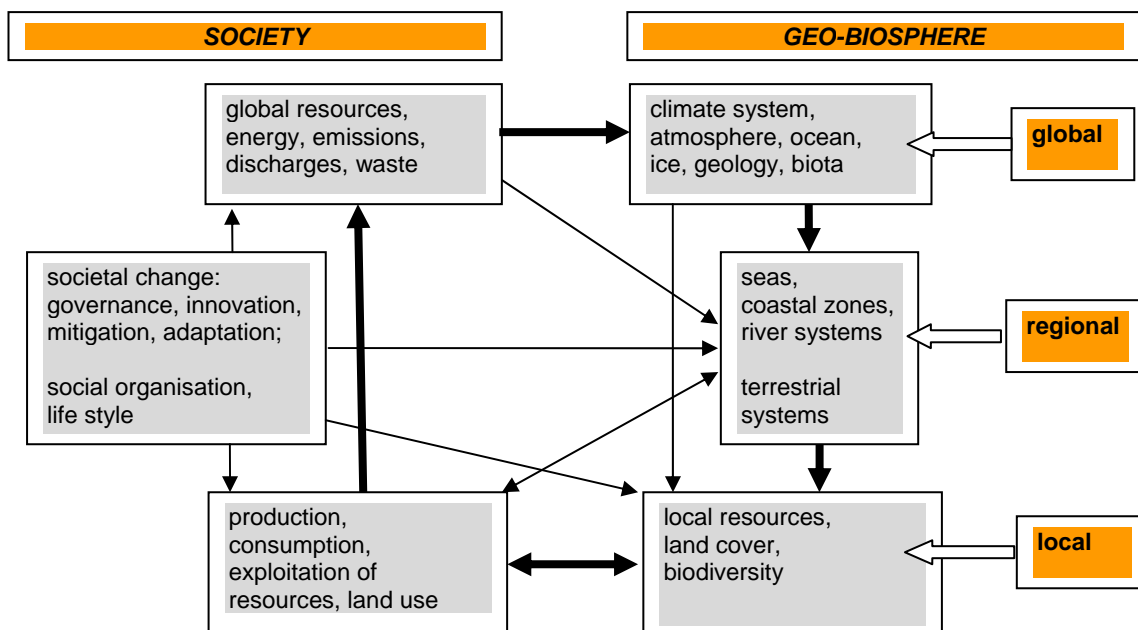 SOCIETY
GEO-BIOSPHERE
global resources,
energy, emissions,
discharges, waste
climate system,
atmosphere, ocean,
ice, geology, biota
global
societal change:
governance, innovation,
mitigation, adaptation;
social organisation,
life style
seas,
coastal zones,
river systems
terrestrial
systems
regional
production,
consumption,
exploitation of
resources, land use
local resources,
land cover,
biodiversity
local